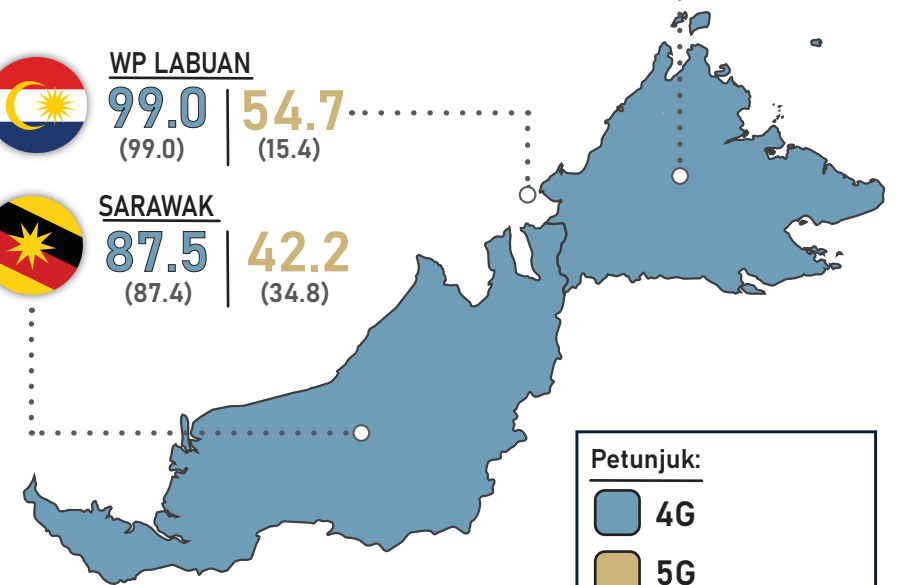 WP LABUAN
99.0 54.7
(99.0) (15.4)
SARAWAK
87.5 42.2
(87.4) (34.8)
Petunjuk:
4G
5G